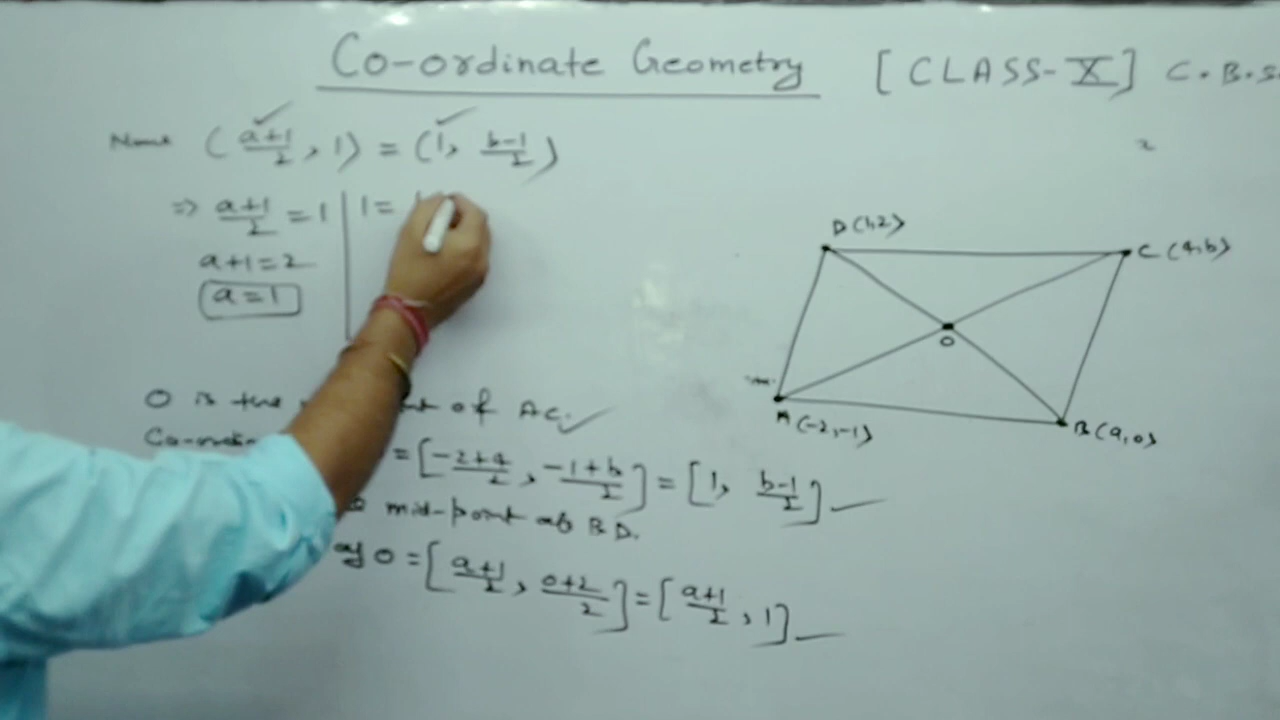 Co-ordinate Geometry [CLASS-X] C.B.S.
Now (a+1/2, 1) = (1, b-1/2)
⇒ a+1/2 = 1 | 1 =
a+1=2
a=1
D(1,2)
C(4,b)
O
A(-2,-1)
B(a,0)
O is the of AC.
= [-2+4/2, -1+b/2] = [1, b-1/2]
mid-point of BD.
of O = [a+1/2, 0+2/2] = [a+1/2, 1]